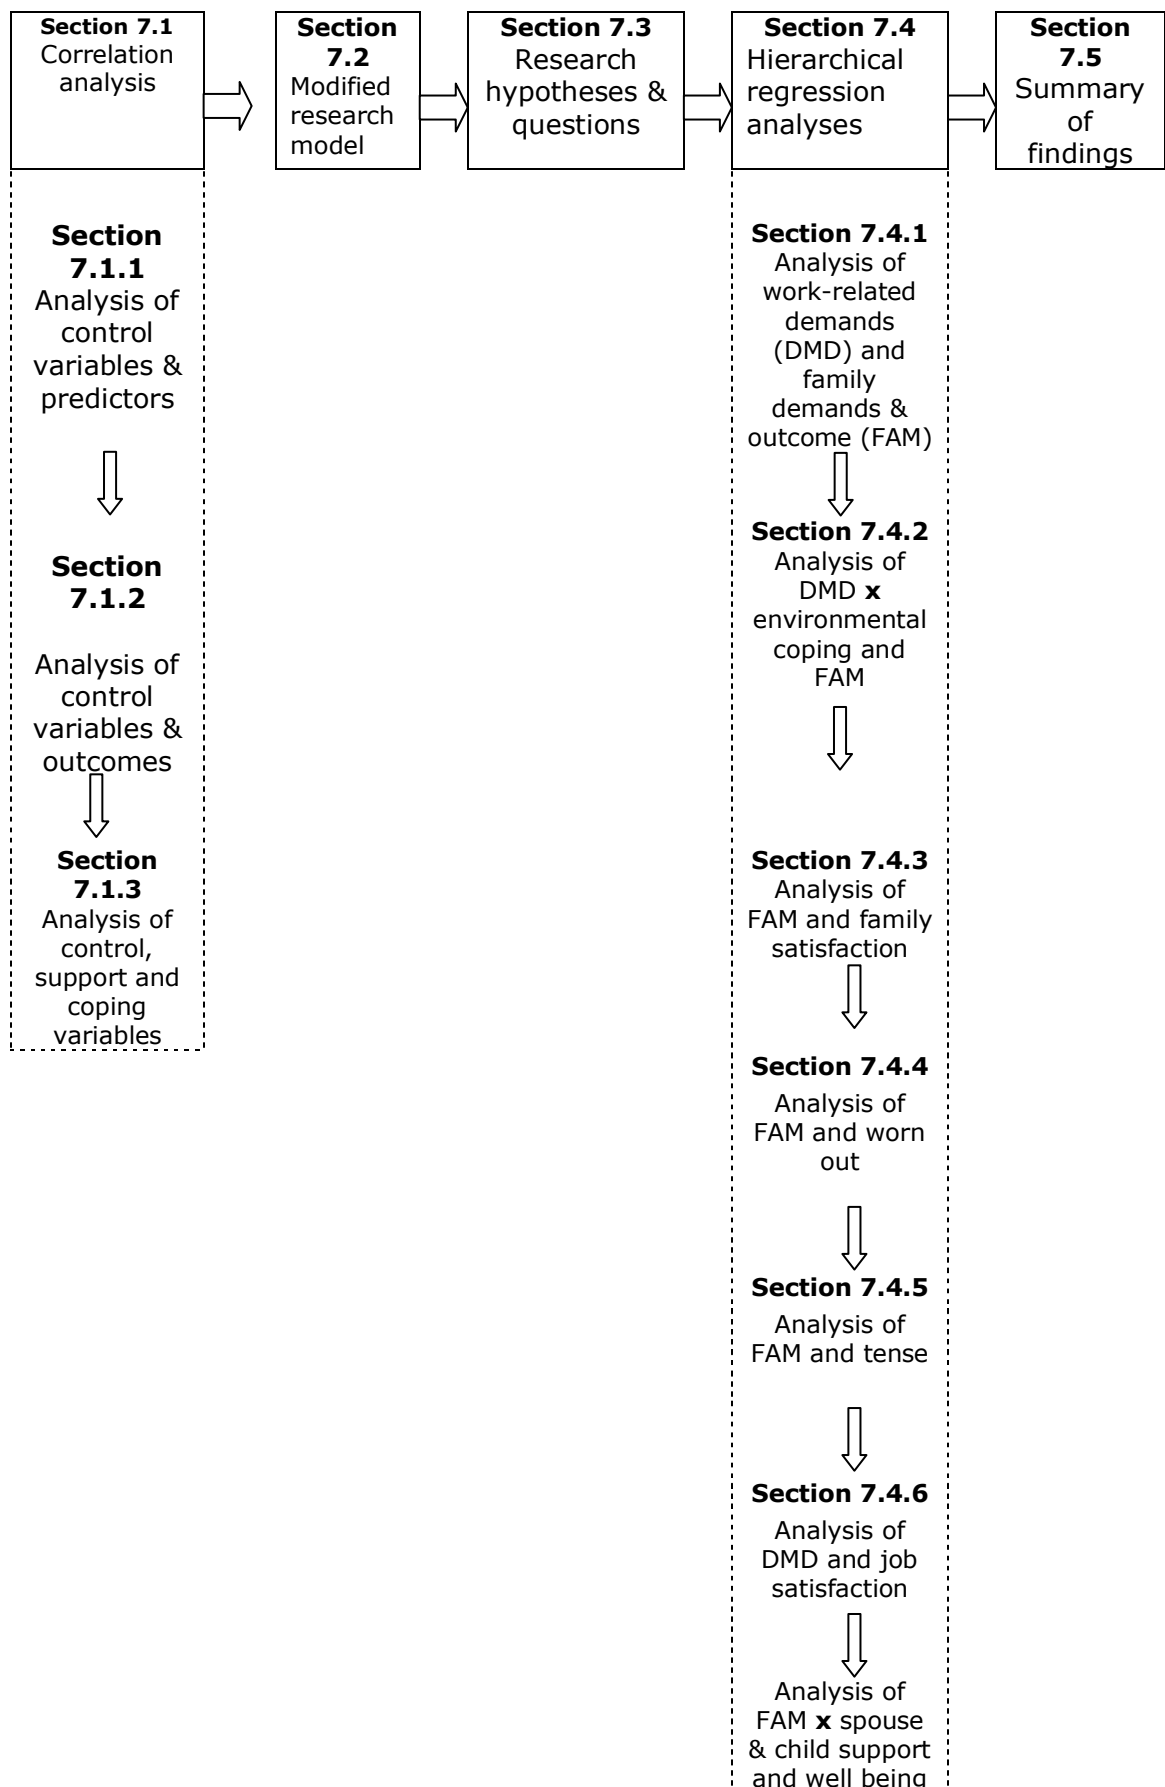 Section 7.1
Correlation
analysis
Section
7.2
Modified
research
model
Section 7.3
Research
hypotheses &
questions
Section 7.4
Hierarchical
regression
analyses
Section
7.5
Summary
of
findings
Section
7.1.1
Analysis of
control
variables &
predictors
Section
7.1.2
Analysis of
control
variables &
outcomes
Section
7.1.3
Analysis of
control,
support and
coping
variables
Section 7.4.1
Analysis of
work-related
demands
(DMD) and
family
demands &
outcome (FAM)
Section 7.4.2
Analysis of
DMD x
environmental
coping and
FAM
Section 7.4.3
Analysis of
FAM and family
satisfaction
Section 7.4.4
Analysis of
FAM and worn
out
Section 7.4.5
Analysis of
FAM and tense
Section 7.4.6
Analysis of
DMD and job
satisfaction
Analysis of
FAM x spouse
& child support
and well being